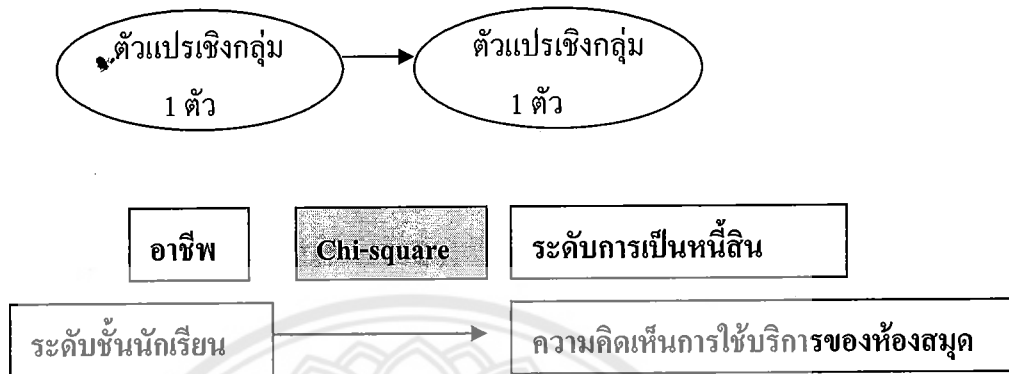 ตัวแปรเชิงกลุ่ม
1 ตัว
ตัวแปรเชิงกลุ่ม
1 ตัว
อาชีพ
Chi-square
ระดับการเป็นหนี้สิน
ระดับชั้นนักเรียน
ความคิดเห็นการใช้บริการของห้องสมุด